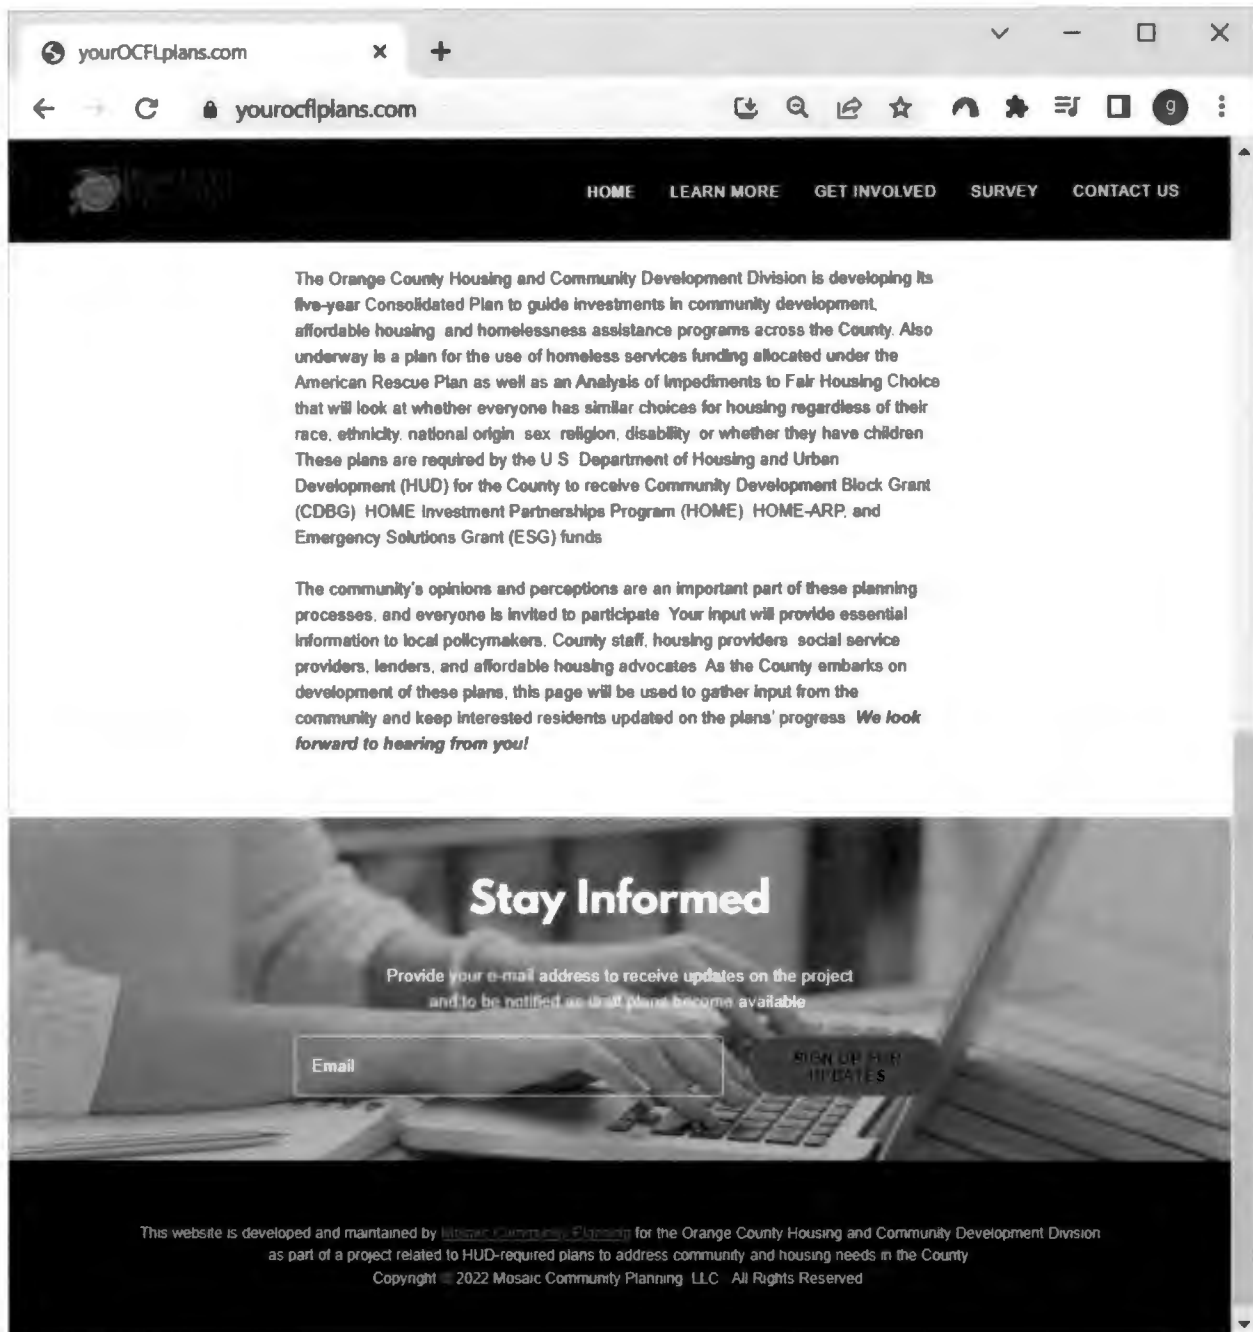 yourOCFLplans.com
yourocflplans.com
g
HOME LEARN MORE GET INVOLVED SURVEY CONTACT US
The Orange County Housing and Community Development Division is developing its
five-year Consolidated Plan to guide investments in community development,
affordable housing and homelessness assistance programs across the County. Also
underway is a plan for the use of homeless services funding allocated under the
American Rescue Plan as well as an Analysis of Impediments to Fair Housing Choice
that will look at whether everyone has similar choices for housing regardless of their
race, ethnicity, national origin sex religion, disability or whether they have children
These plans are required by the U S Department of Housing and Urban
Development (HUD) for the County to receive Community Development Block Grant
(CDBG) HOME Investment Partnerships Program (HOME) HOME-ARP, and
Emergency Solutions Grant (ESG) funds
The community's opinions and perceptions are an important part of these planning
processes, and everyone is invited to participate Your input will provide essential
information to local policymakers, County staff, housing providers social service
providers, lenders, and affordable housing advocates As the County embarks on
development of these plans, this page will be used to gather input from the
community and keep interested residents updated on the plans' progress We look
forward to hearing from you!
Stay Informed
Provide your e-mail address to receive updates on the project
and to be notified as draft plans become available
Email
SIGN UP FOR
UPDATES
This website is developed and maintained by Mosaic Community Planning for the Orange County Housing and Community Development Division
as part of a project related to HUD-required plans to address community and housing needs in the County
Copyright © 2022 Mosaic Community Planning LLC All Rights Reserved